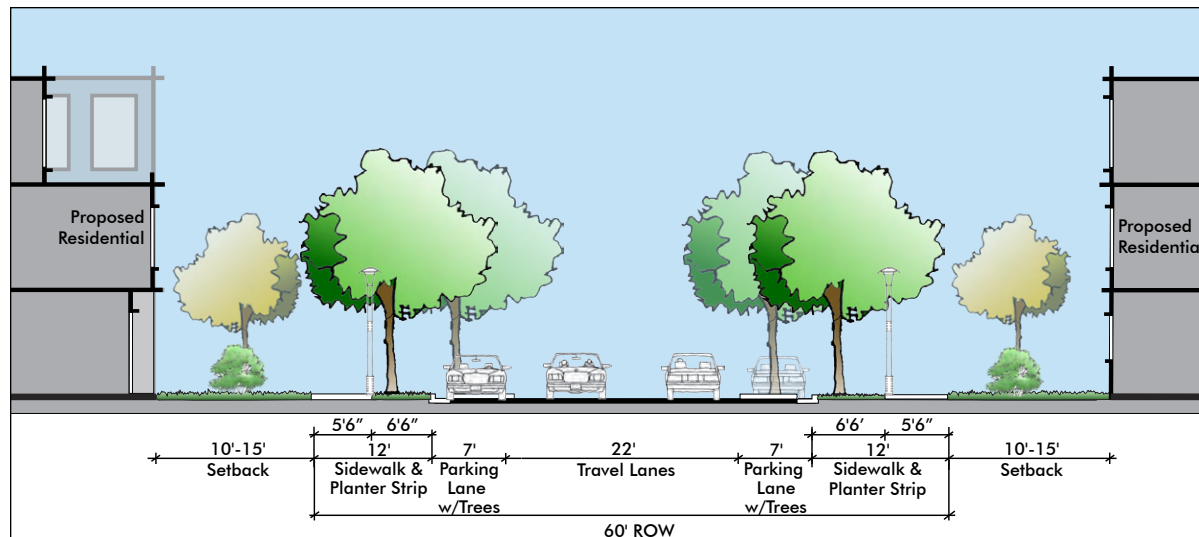 Proposed
Residential
Proposed
Residential
5'6" 6'6" 6'6' 5'6"
10'-15' 12' 7' 22' 7' 12' 10'-15'
Setback Sidewalk & Parking Travel Lanes Parking Sidewalk & Setback
Planter Strip Lane Lane Planter Strip
w/Trees w/Trees
60' ROW